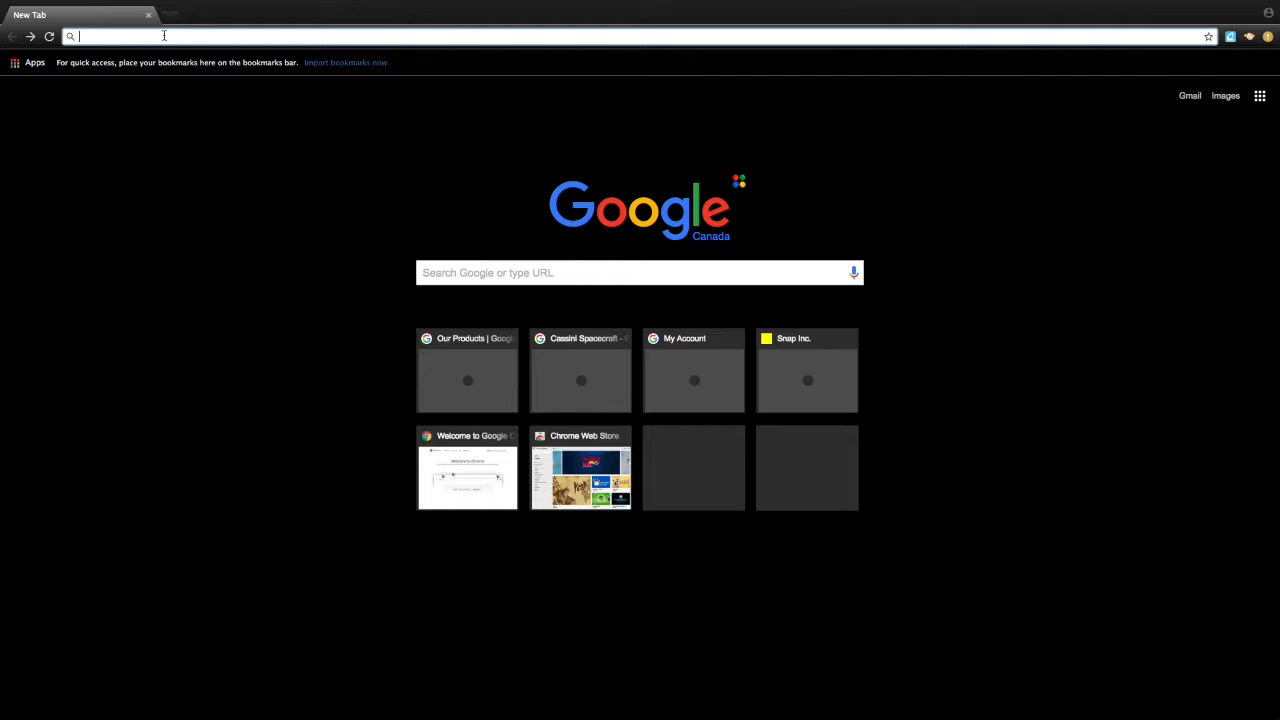 New Tab
Apps For quick access, place your bookmarks here on the bookmarks bar. Import bookmarks now.
Gmail Images
Google
Canada
Search Google or type URL
Our Products | Google
Cassini Spacecraft -
My Account
Snap Inc.
Welcome to Google
Chrome Web Store